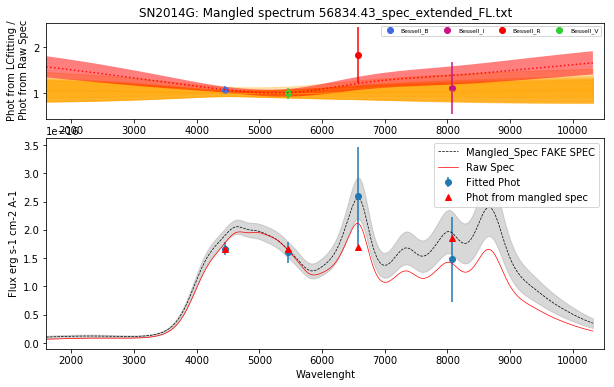 SN2014G: Mangled spectrum 56834.43_spec_extended_FL.txt
Phot from LCfitting /
Phot from Raw Spec
2
1
Bessell_B
Bessell_I
Bessell_R
Bessell_V
2000 3000 4000 5000 6000 7000 8000 9000 10000
Flux erg s-1 cm-2 A-1
3.5
3.0
2.5
2.0
1.5
1.0
0.5
0.0
Mangled_Spec FAKE SPEC
Raw Spec
Fitted Phot
Phot from mangled spec
2000 3000 4000 5000 6000 7000 8000 9000 10000
Wavelenght